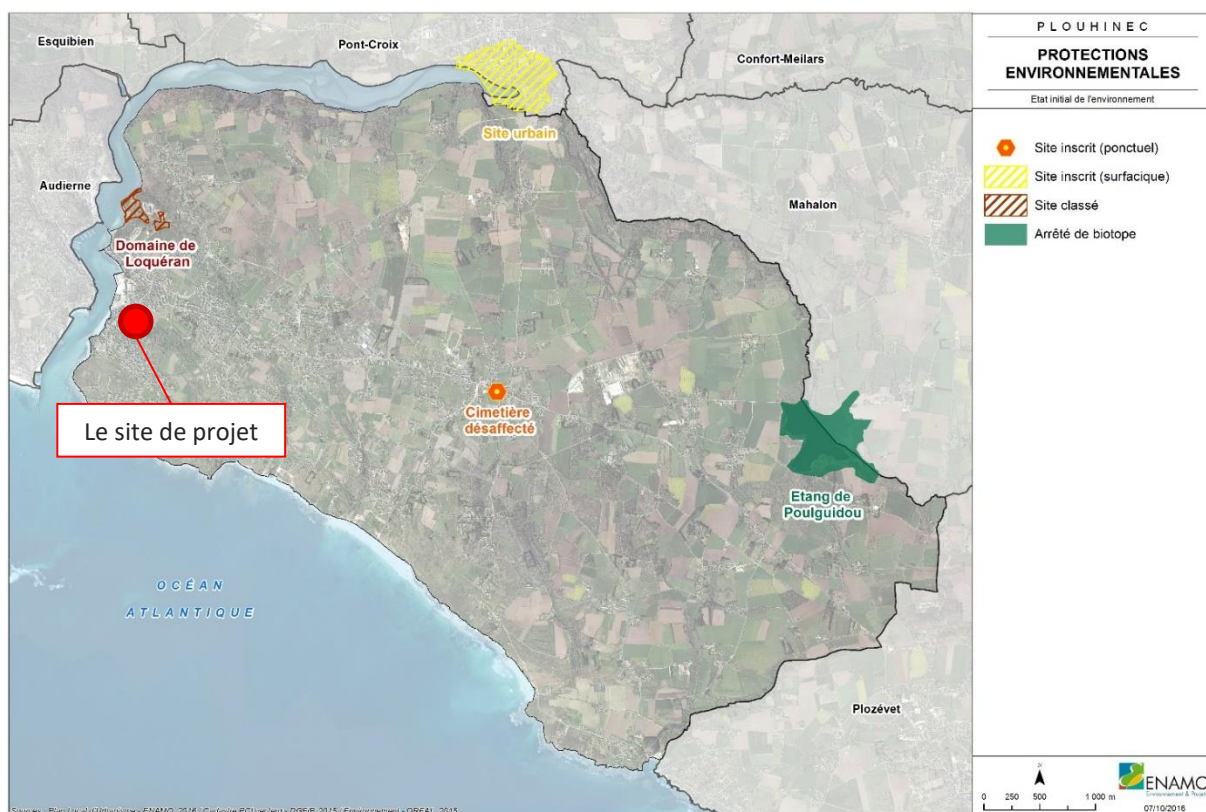 Esquibien
Pont-Croix
Confort-Meilars
Site urbain
Audierne
Mahalon
Domaine de
Loquéran
Le site de projet
Cimetière
désaffecté
Etang de
Poulguidou
OCÉAN
ATLANTIQUE
Plozévet
PLOUHINEC
PROTECTIONS
ENVIRONNEMENTALES
Etat initial de l'environnement
Site inscrit (ponctuel)
Site inscrit (surfacique)
Site classé
Arrêté de biotope
0 250 500 1 000 m
ENAMO
07/10/2016